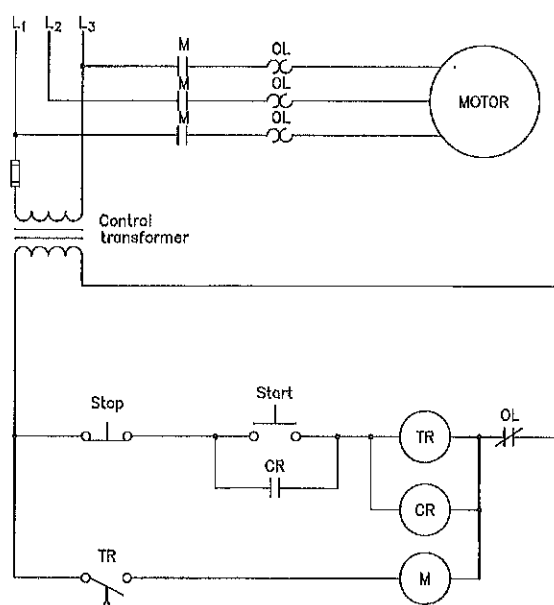 L1 L2 L3
M OL
M OL
M OL
MOTOR
Control
transformer
Stop Start OL
TR
CR
CR
TR
M